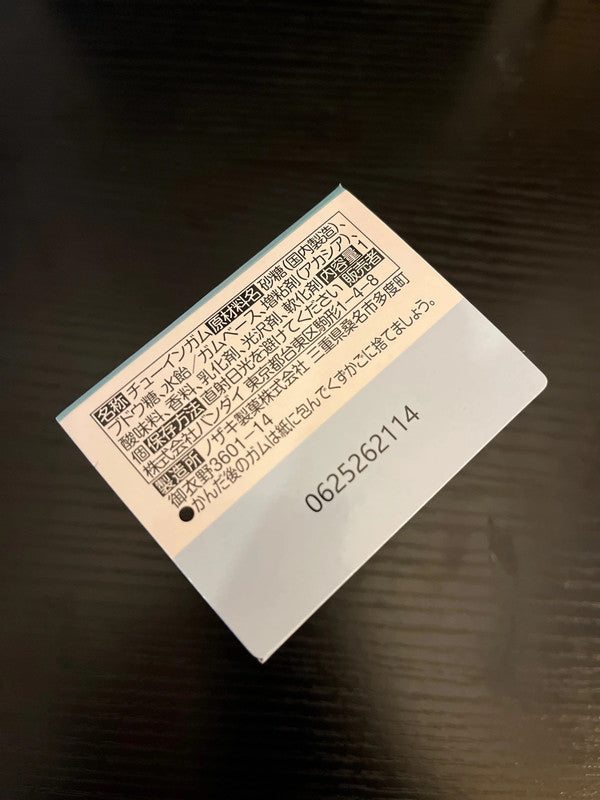 名称 チューインガム 原材料名 砂糖(国内製造)、
ブドウ糖、水飴/ガムベース、増粘剤(アカシア)、
酸味料、香料、乳化剤、光沢剤、軟化剤 内容量 1
個 保存方法 直射日光を避けてください 販売者
株式会社バンダイ 東京都台東区駒形1-4-8
製造所 ノザキ製菓株式会社 三重県桑名市多度町
御衣野3601-14
●かんだ後のガムは紙に包んでくずかごに捨てましょう。
0625262114